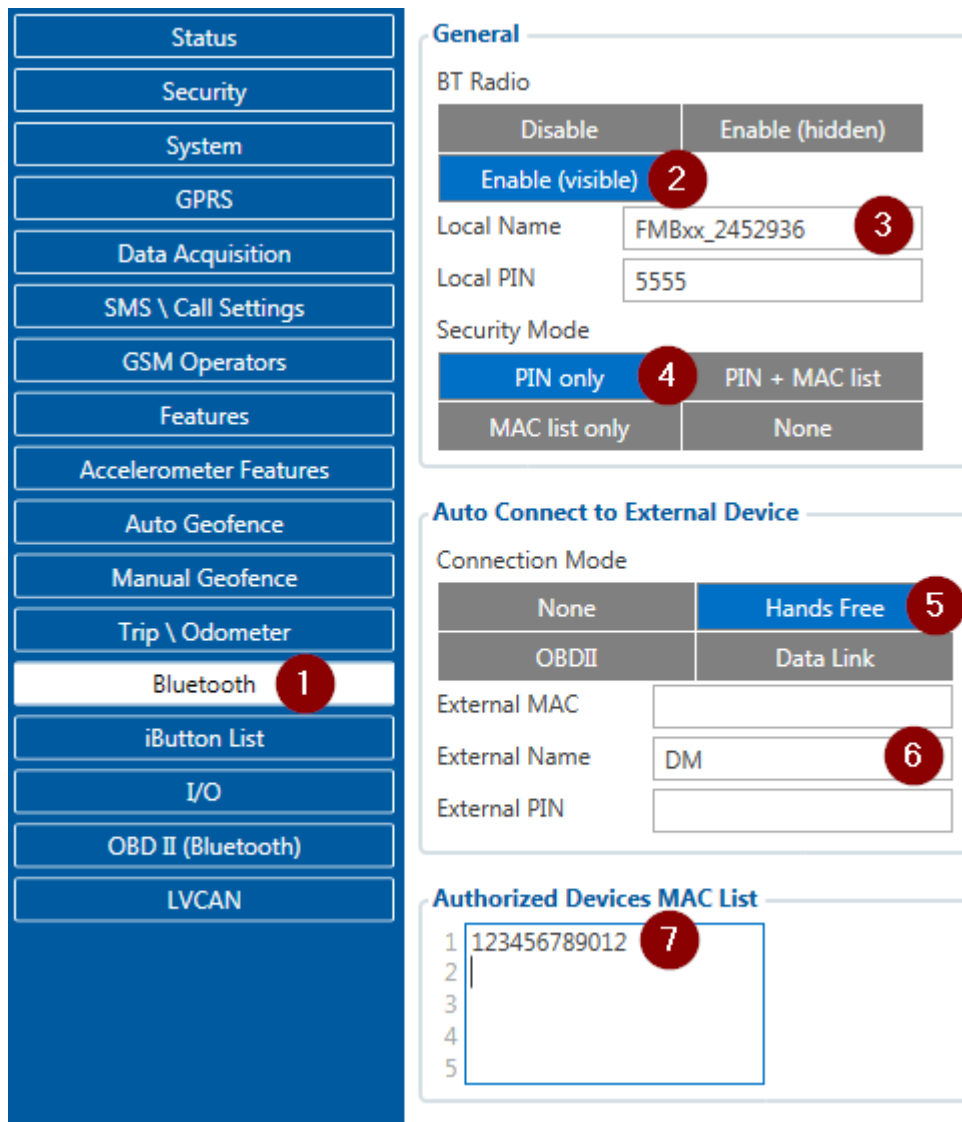 Status
Security
System
GPRS
Data Acquisition
SMS \ Call Settings
GSM Operators
Features
Accelerometer Features
Auto Geofence
Manual Geofence
Trip \ Odometer
Bluetooth 1
iButton List
I/O
OBD II (Bluetooth)
LVCAN
General
BT Radio
Disable Enable (hidden)
Enable (visible) 2
Local Name FMBxx_2452936 3
Local PIN 5555
Security Mode
PIN only 4 PIN + MAC list
MAC list only None
Auto Connect to External Device
Connection Mode
None Hands Free 5
OBDII Data Link
External MAC
External Name DM 6
External PIN
Authorized Devices MAC List
1 123456789012 7
2
3
4
5